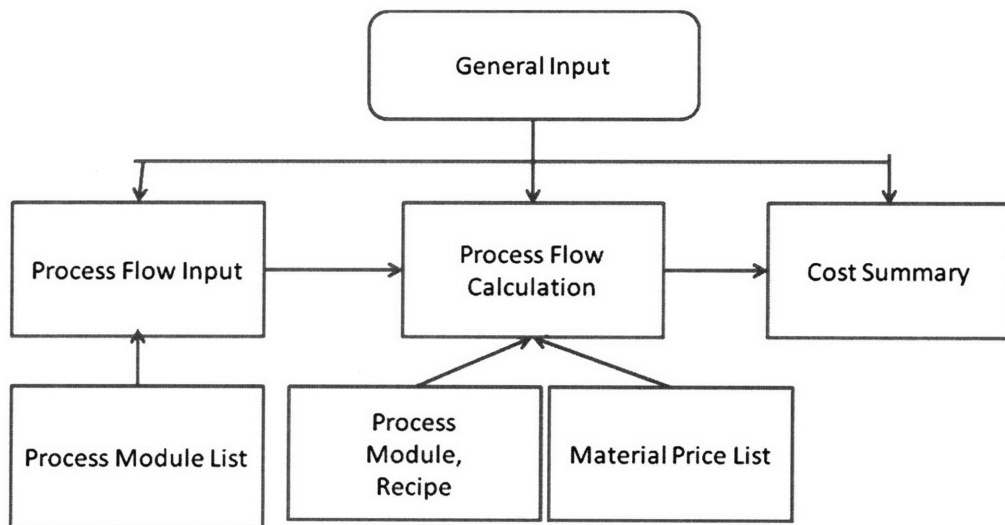 General Input
Process Flow Input
Process Flow
Calculation
Cost Summary
Process Module List
Process
Module,
Recipe
Material Price List